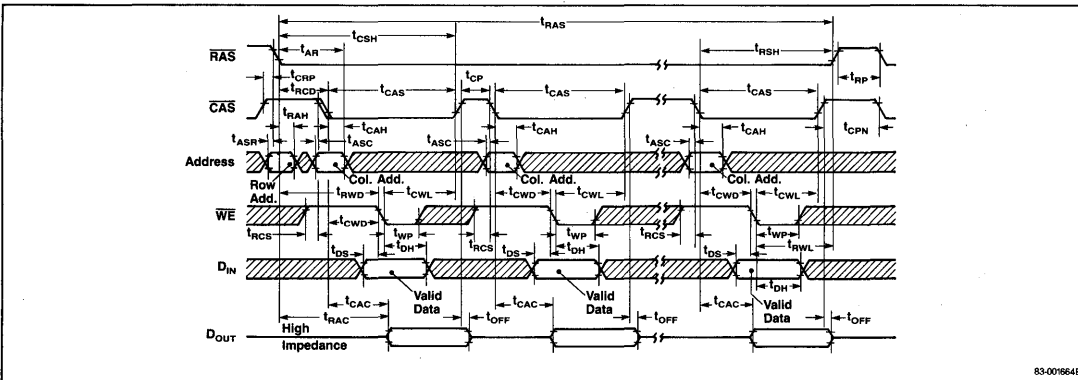 tRAS
tCSH
RAS
tAR
tRSH
tCRP
tRCD
tCP
tRP
CAS
tCAS
tCAS
tCAS
tRAH
tCAH
tCAH
tCAH
tCPN
tASR
tASC
tASC
tASC
Address
Row Add.
Col. Add.
Col. Add.
Col. Add.
tRWD
tCWL
tCWD
tCWL
tCWD
tCWL
WE
tCWD
tRCS
tWP
tRCS
tWP
tRCS
tWP
tRWL
tDS
tDH
tDS
tDH
tDS
DIN
tDH
Valid Data
Valid Data
Valid Data
tCAC
tCAC
tCAC
tRAC
tOFF
tOFF
tOFF
DOUT
High Impedance
83-001664B